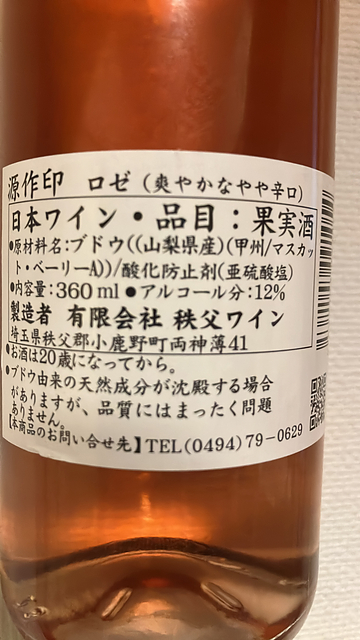 源作印 ロゼ(爽やかなやや辛口)
日本ワイン・品目:果実酒
●原材料名:ブドウ((山梨県産)(甲州/マスカッ
ト・ベーリーA))/酸化防止剤(亜硫酸塩)
●内容量:360ml ●アルコール分:12%
製造者 有限会社 秩父ワイン
埼玉県秩父郡小鹿野町両神薄41
●お酒は20歳になってから。
●ブドウ由来の天然成分が沈殿する場合
がありますが、品質にはまったく問題
ありません。
【本商品のお問い合せ先】TEL(0494)79-0629